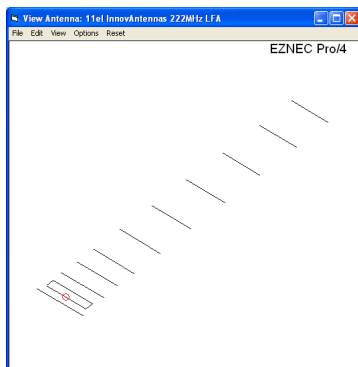 View Antenna: 11el InnovAntennas 222MHz LFA
File Edit View Options Reset
EZNEC Pro/4